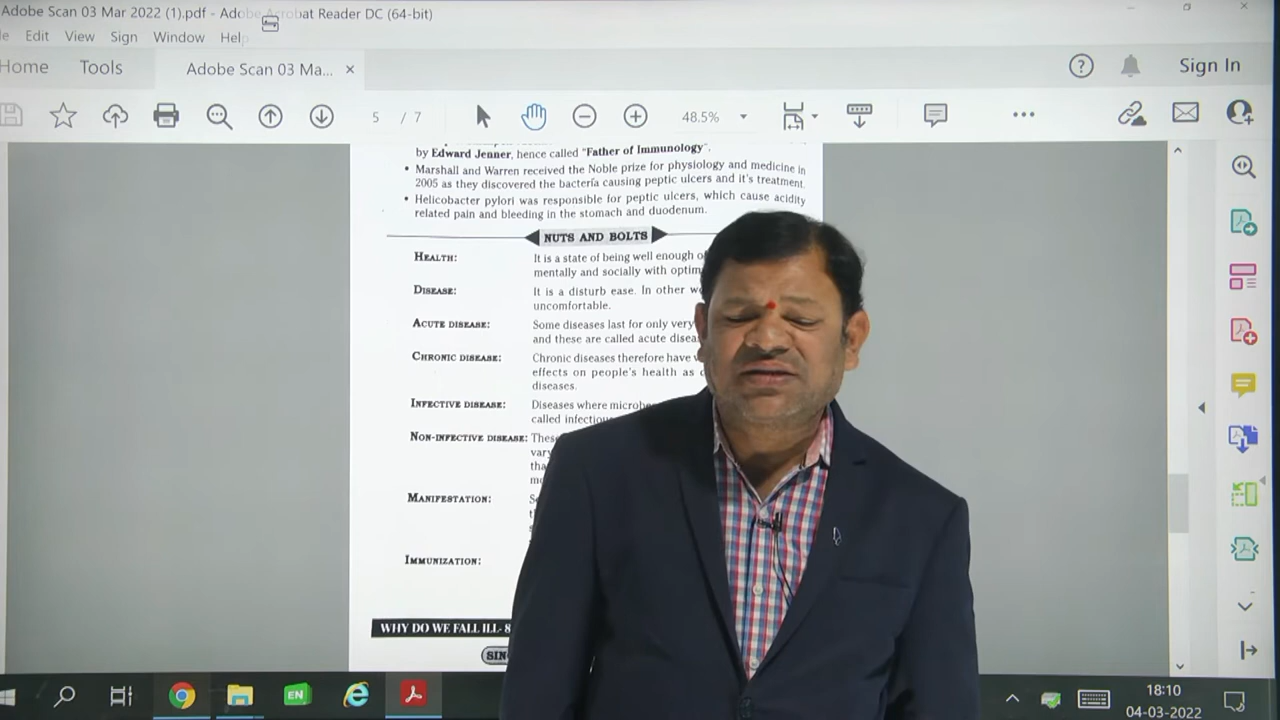 Adobe Scan 03 Mar 2022 (1).pdf - Adobe Acrobat Reader DC (64-bit)
Edit View Sign Window Help
Home Tools Adobe Scan 03 Ma... × Sign In
5 / 7 48.5%
by Edward Jenner, hence called "Father of Immunology".
• Marshall and Warren received the Noble prize for physiology and medicine in
2005 as they discovered the bacteria causing peptic ulcers and it's treatment.
• Helicobacter pylori was responsible for peptic ulcers, which cause acidity
related pain and bleeding in the stomach and duodenum.
NUTS AND BOLTS
HEALTH: It is a state of being well enough
mentally and socially with
DISEASE: It is a disturb ease. In other
uncomfortable.
ACUTE DISEASE: Some diseases last for only very
and these are called acute
CHRONIC DISEASE: Chronic diseases therefore have
effects on people's health as
diseases.
INFECTIVE DISEASE: Diseases where
called
NON-INFECTIVE DISEASE:
vary
MANIFESTATION:
IMMUNIZATION:
WHY DO WE FALL ILL- 8
EN
18:10
04-03-2022